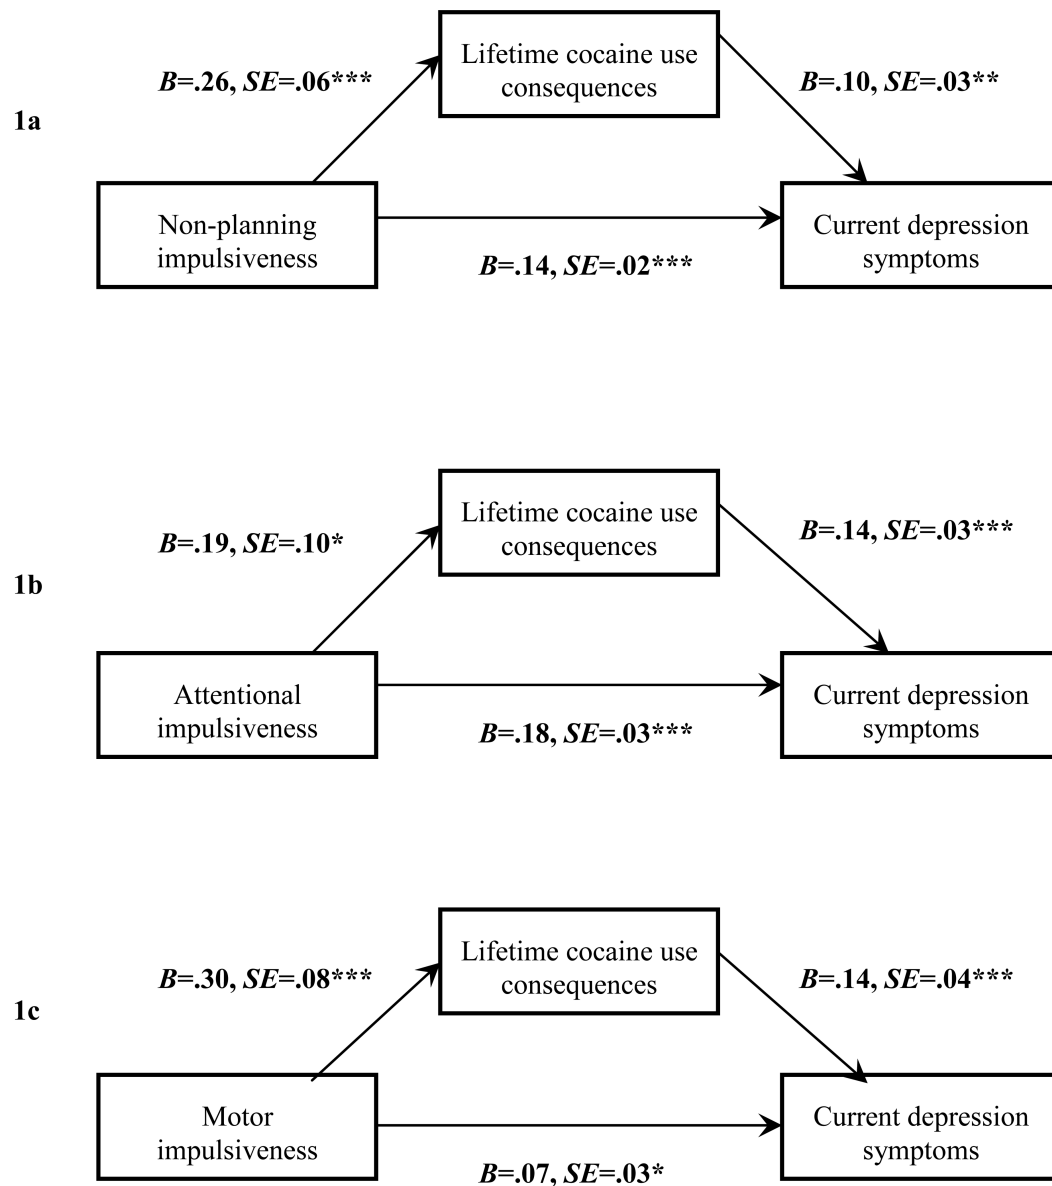 Lifetime cocaine use
consequences
B=.26, SE=.06***
B=.10, SE=.03**
1a
Non-planning
impulsiveness
Current depression
symptoms
B=.14, SE=.02***
Lifetime cocaine use
consequences
B=.19, SE=.10*
B=.14, SE=.03***
1b
Attentional
impulsiveness
Current depression
symptoms
B=.18, SE=.03***
Lifetime cocaine use
consequences
B=.30, SE=.08***
B=.14, SE=.04***
1c
Motor
impulsiveness
Current depression
symptoms
B=.07, SE=.03*